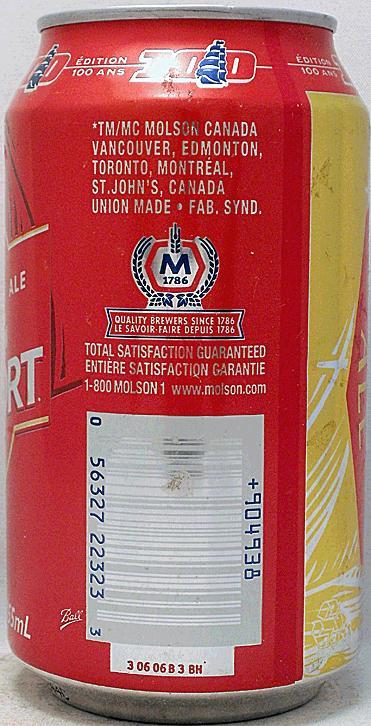 ÉDITION
100 ANS
100
ÉDITION
100 ANS
*TM/MC MOLSON CANADA
VANCOUVER, EDMONTON,
TORONTO, MONTRÉAL,
ST.JOHN'S, CANADA
UNION MADE • FAB. SYND.
M
1786
QUALITY BREWERS SINCE 1786
LE SAVOIR-FAIRE DEPUIS 1786
TOTAL SATISFACTION GUARANTEED
ENTIÈRE SATISFACTION GARANTIE
1-800 MOLSON 1 www.molson.com
ALE
RT
0 56327 22323 3
+904938
5mL
Ball
3 06 06 B 3 BH